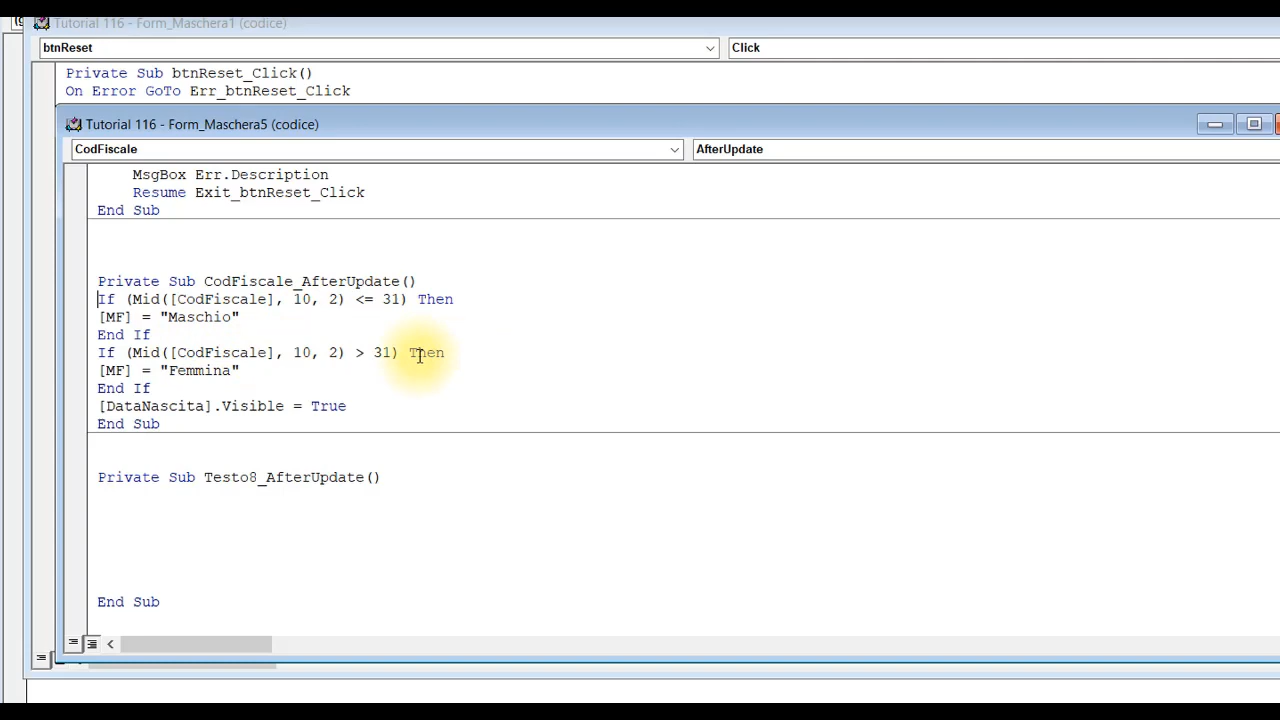 Tutorial 116 - Form_Maschera1 (codice)
btnReset
Click
Private Sub btnReset_Click()
On Error GoTo Err_btnReset_Click
Tutorial 116 - Form_Maschera5 (codice)
CodFiscale
AfterUpdate
MsgBox Err.Description
Resume Exit_btnReset_Click
End Sub
Private Sub CodFiscale_AfterUpdate()
If (Mid([CodFiscale], 10, 2) <= 31) Then
[MF] = "Maschio"
End If
If (Mid([CodFiscale], 10, 2) > 31) Then
[MF] = "Femmina"
End If
[DataNascita].Visible = True
End Sub
Private Sub Testo8_AfterUpdate()
End Sub